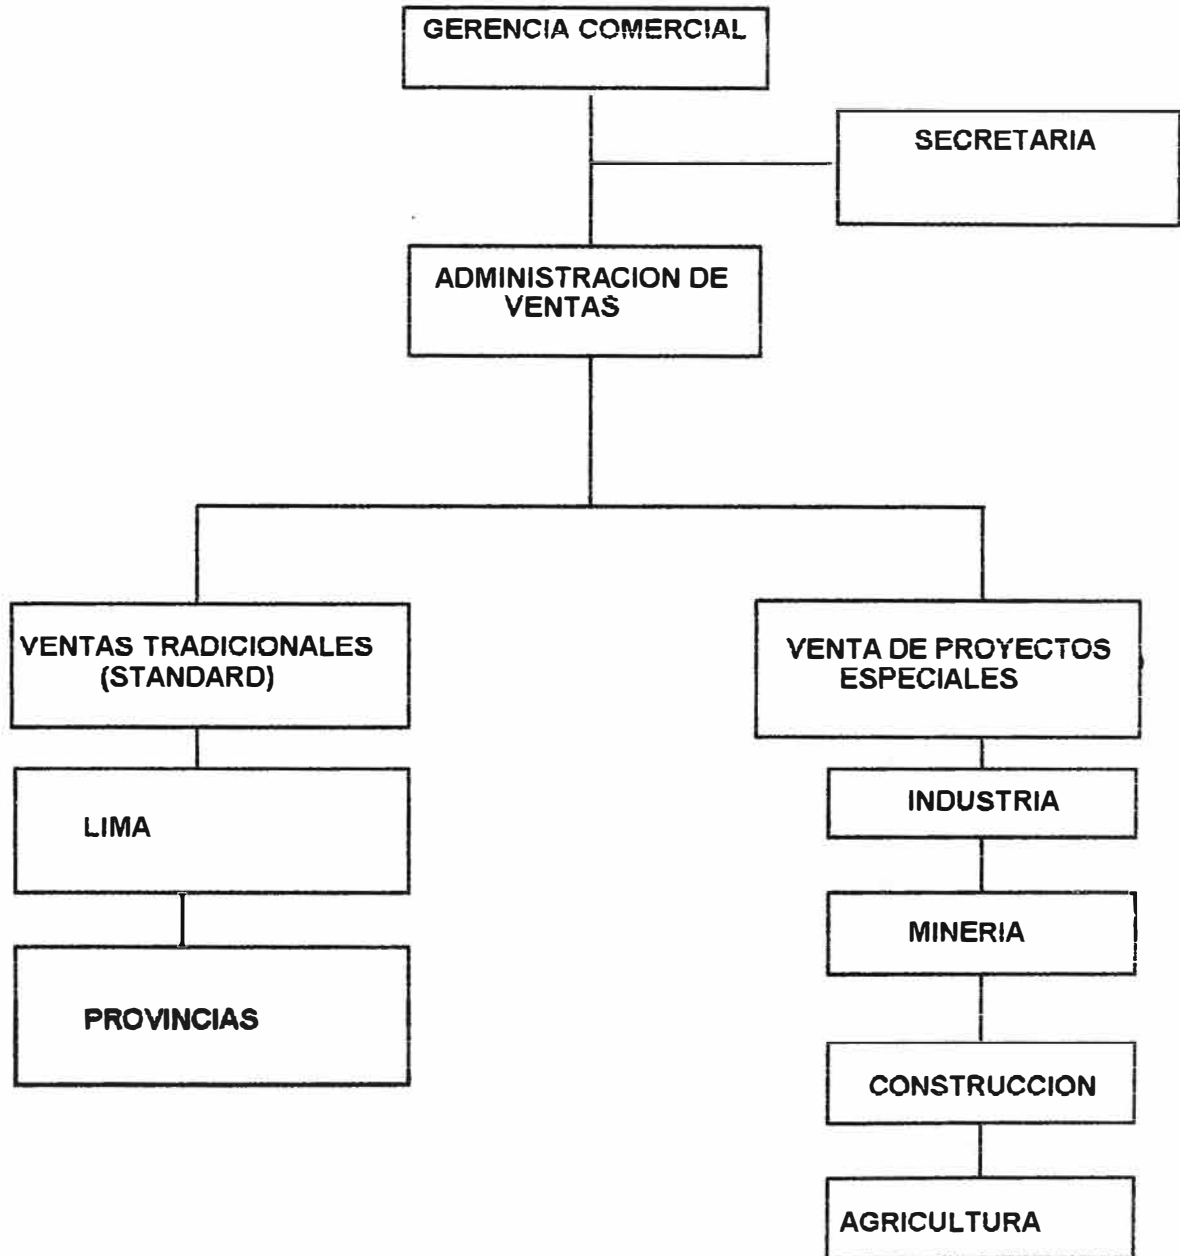 GERENCIA COMERCIAL
SECRETARIA
ADMINISTRACION DE
VENTAS
VENTAS TRADICIONALES
(STANDARD)
LIMA
PROVINCIAS
VENTA DE PROYECTOS
ESPECIALES
INDUSTRIA
MINERIA
CONSTRUCCION
AGRICULTURA